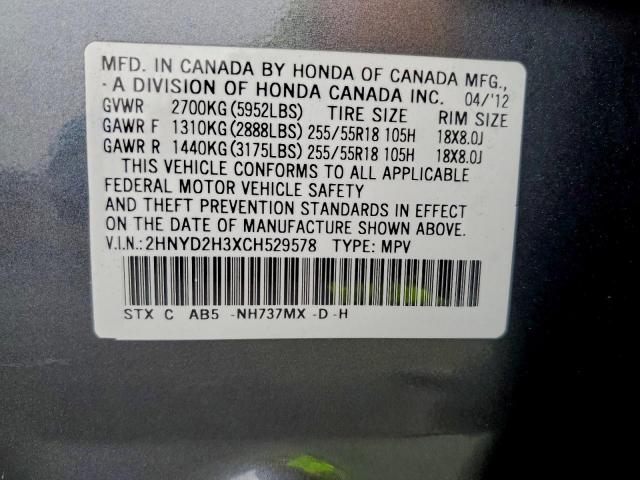 MFD. IN CANADA BY HONDA OF CANADA MFG.,
- A DIVISION OF HONDA CANADA INC. 04/'12
GVWR 2700KG(5952LBS) TIRE SIZE RIM SIZE
GAWR F 1310KG(2888LBS) 255/55R18 105H 18X8.0J
GAWR R 1440KG(3175LBS) 255/55R18 105H 18X8.0J
THIS VEHICLE CONFORMS TO ALL APPLICABLE
FEDERAL MOTOR VEHICLE SAFETY
AND THEFT PREVENTION STANDARDS IN EFFECT
ON THE DATE OF MANUFACTURE SHOWN ABOVE.
V.I.N.:2HNYD2H3XCH529578 TYPE: MPV
STX C AB5 -NH737MX -D -H